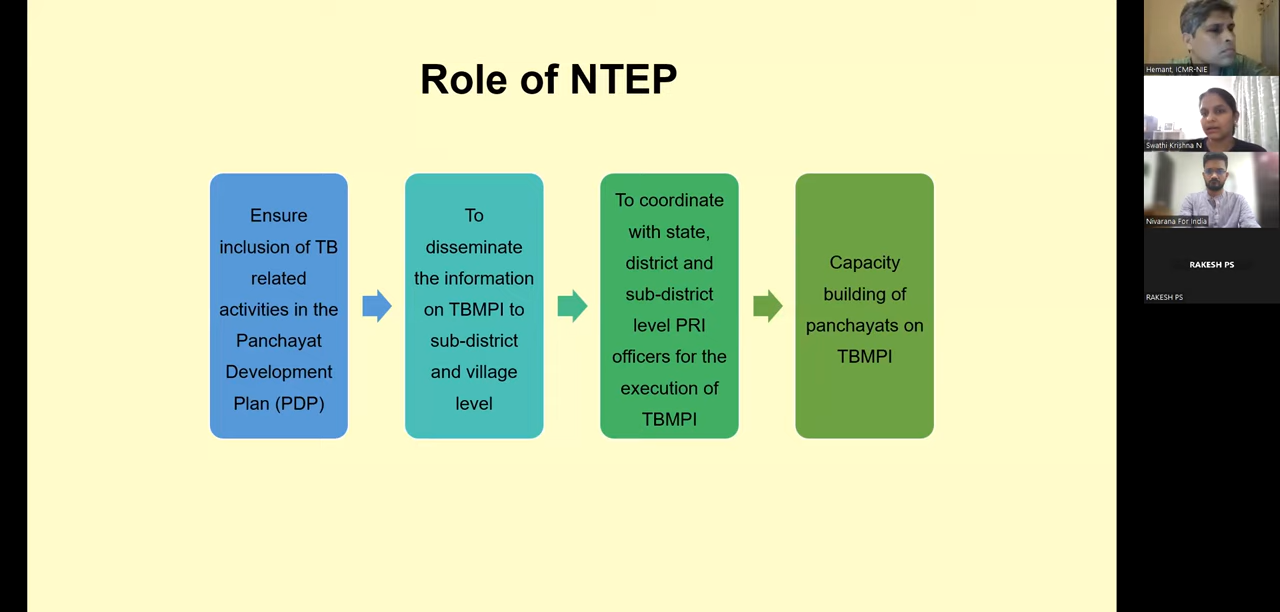 Role of NTEP
Ensure
inclusion of TB
related
activities in the
Panchayat
Development
Plan (PDP)
To
disseminate
the information
on TBMPI to
sub-district
and village
level
To coordinate
with state,
district and
sub-district
level PRI
officers for the
execution of
TBMPI
Capacity
building of
panchayats on
TBMPI
Hemant, ICMR-NIE
Swathi Krishna N
Nivarana For India
RAKESH PS
RAKESH PS